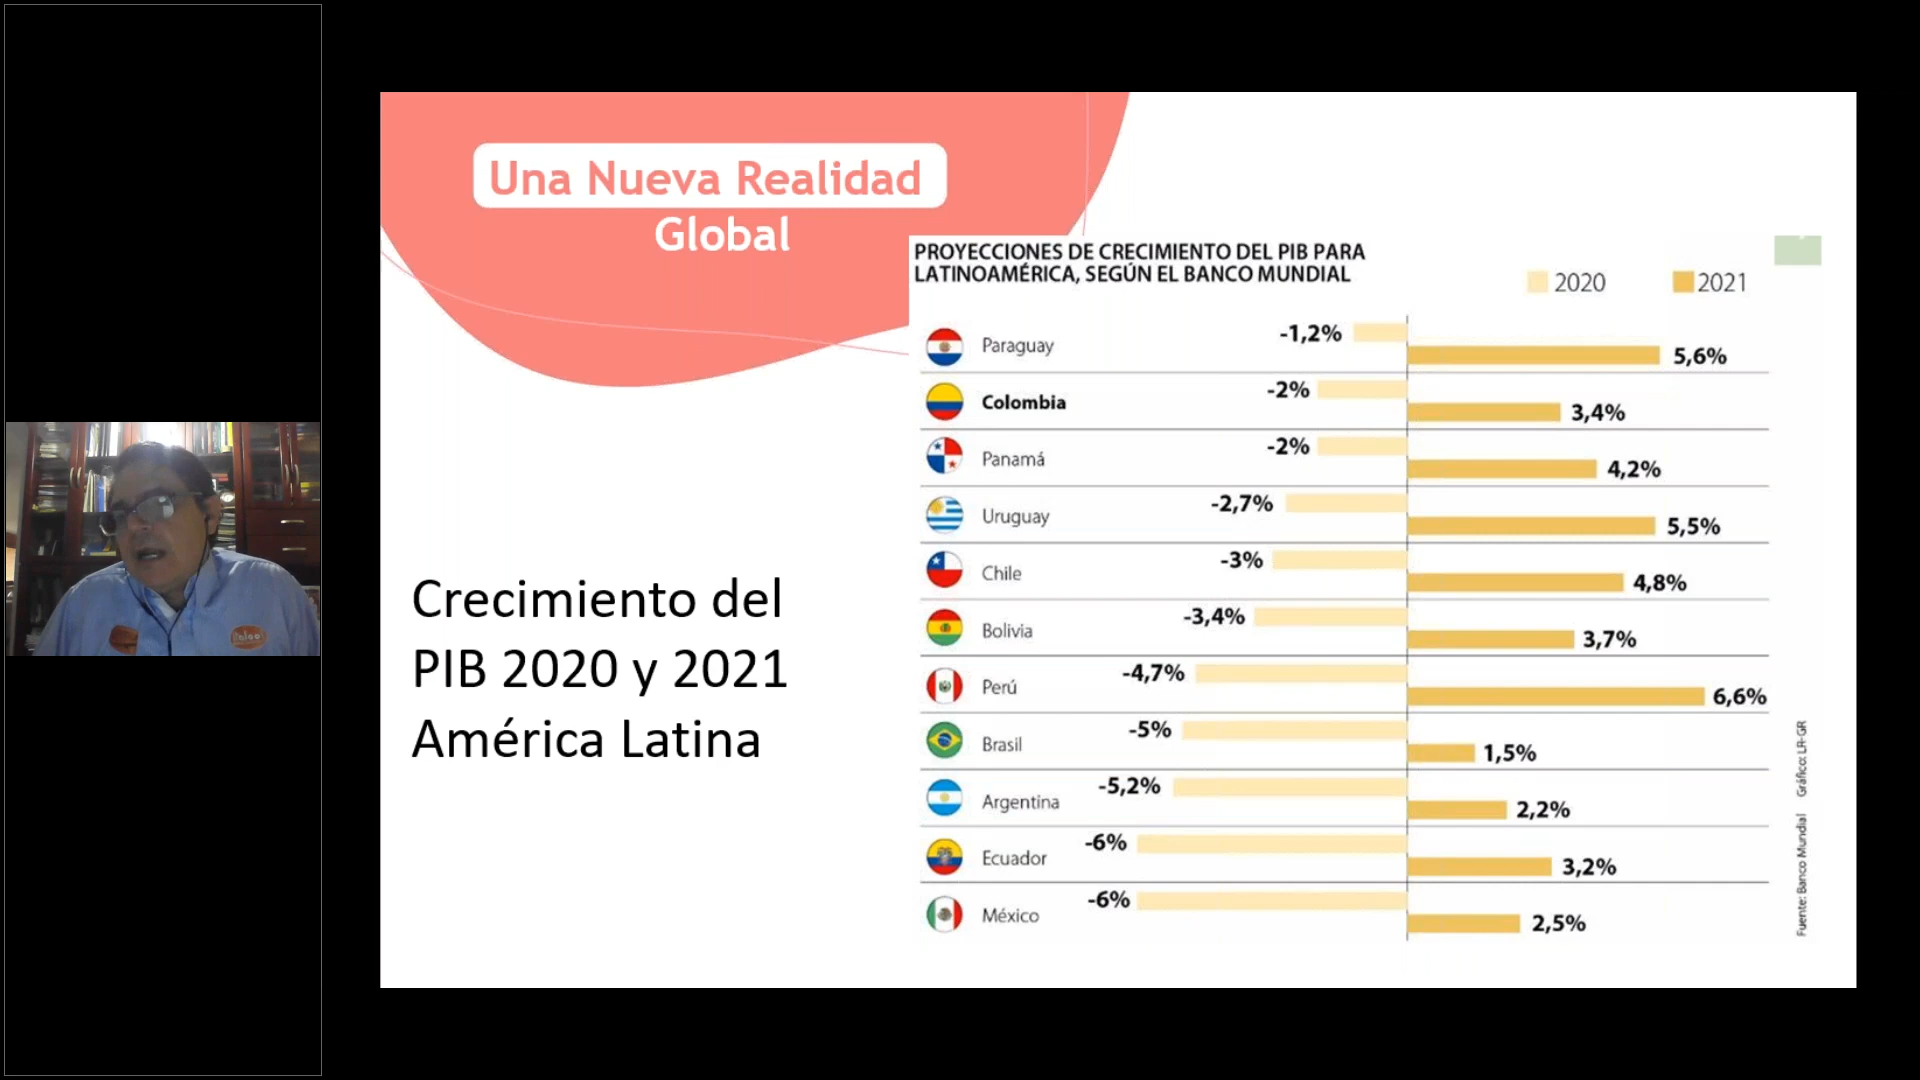 Una Nueva Realidad
Global
PROYECCIONES DE CRECIMIENTO DEL PIB PARA
LATINOAMÉRICA, SEGÚN EL BANCO MUNDIAL
2020
2021
Paraguay -1,2% 5,6%
Colombia -2% 3,4%
Panamá -2% 4,2%
Uruguay -2,7% 5,5%
Chile -3% 4,8%
Bolivia -3,4% 3,7%
Perú -4,7% 6,6%
Brasil -5% 1,5%
Argentina -5,2% 2,2%
Ecuador -6% 3,2%
México -6% 2,5%
Fuente: Banco Mundial Gráfico: LR-GR
Crecimiento del
PIB 2020 y 2021
América Latina